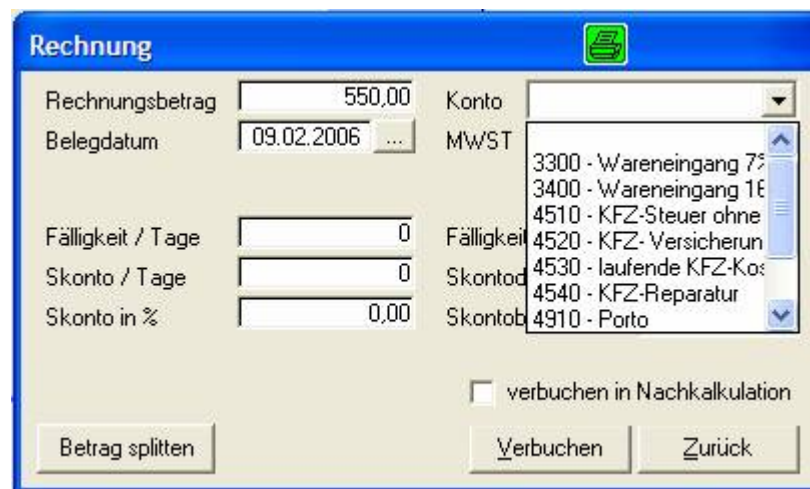 Rechnung
Rechnungsbetrag 550,00 Konto
Belegdatum 09.02.2006 ... MWST
3300 - Wareneingang 7%
3400 - Wareneingang 16
4510 - KFZ-Steuer ohne
Fälligkeit / Tage 0 Fälligkeit
4520 - KFZ- Versicherun
Skonto / Tage 0 Skontod
4530 - laufende KFZ-Kos
4540 - KFZ-Reparatur
Skonto in % 0,00 Skontob
4910 - Porto
verbuchen in Nachkalkulation
Betrag splitten Verbuchen Zurück